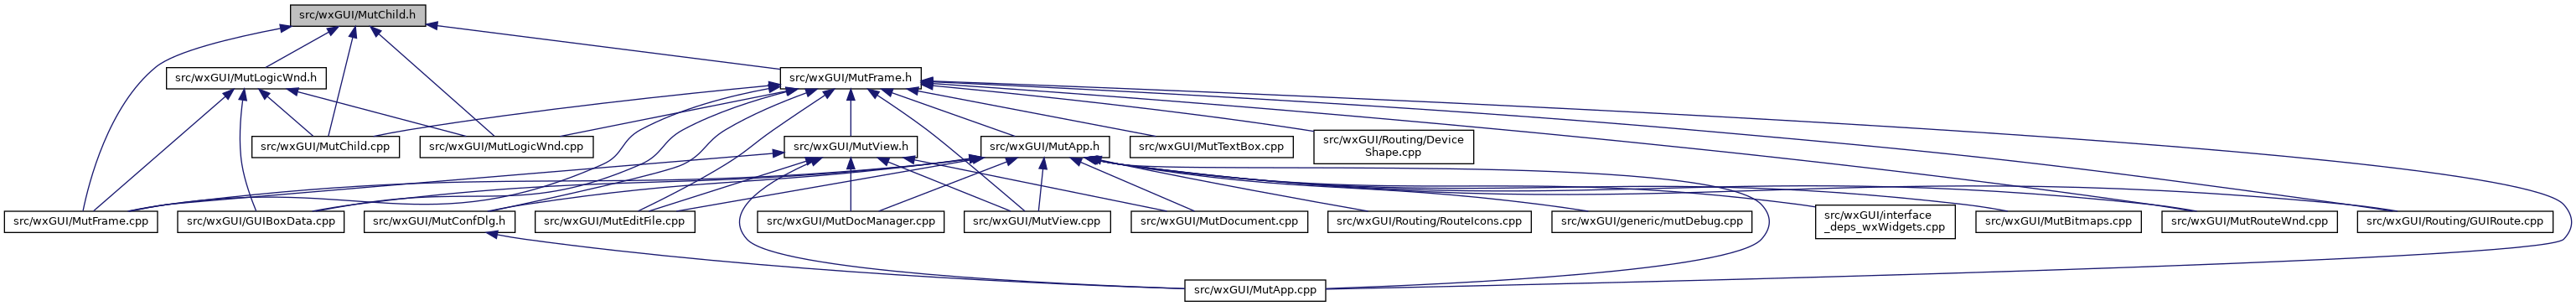 src/wxGUI/MutChild.h
src/wxGUI/MutLogicWnd.h
src/wxGUI/MutFrame.h
src/wxGUI/MutChild.cpp
src/wxGUI/MutLogicWnd.cpp
src/wxGUI/MutView.h
src/wxGUI/MutApp.h
src/wxGUI/MutTextBox.cpp
src/wxGUI/Routing/Device
Shape.cpp
src/wxGUI/MutFrame.cpp
src/wxGUI/GUIBoxData.cpp
src/wxGUI/MutConfDlg.h
src/wxGUI/MutEditFile.cpp
src/wxGUI/MutDocManager.cpp
src/wxGUI/MutView.cpp
src/wxGUI/MutDocument.cpp
src/wxGUI/Routing/RouteIcons.cpp
src/wxGUI/generic/mutDebug.cpp
src/wxGUI/interface
_deps_wxWidgets.cpp
src/wxGUI/MutBitmaps.cpp
src/wxGUI/MutRouteWnd.cpp
src/wxGUI/Routing/GUIRoute.cpp
src/wxGUI/MutApp.cpp